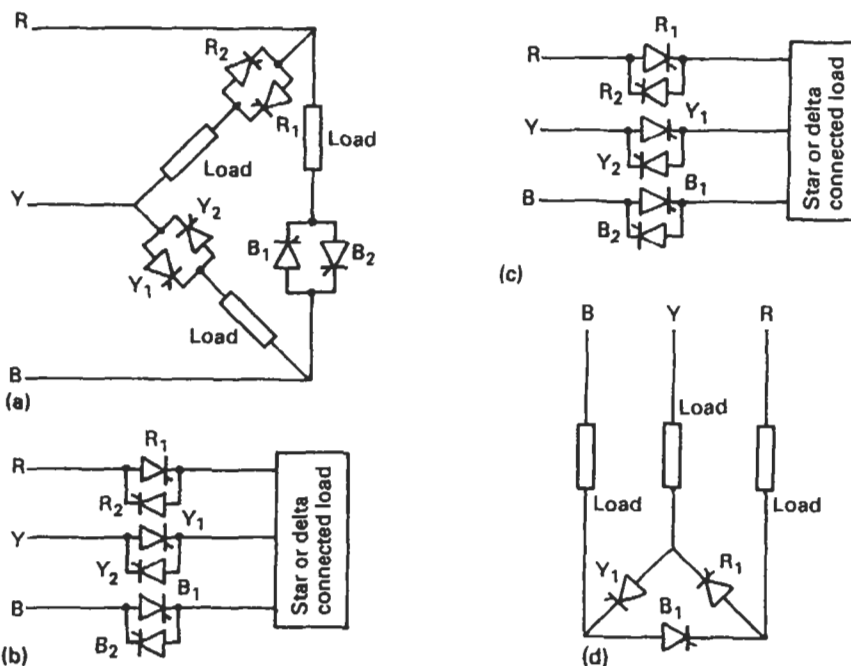 R
R₂
R₁
Load
Load
Y
Y₂
Y₁
B₁
B₂
Load
B
(a)
R₁
R
R₂
Y₁
Y
Y₂
B₁
B
B₂
Star or delta
connected load
(b)
R₁
R
R₂
Y₁
Y
Y₂
B₁
B
B₂
Star or delta
connected load
(c)
B
Y
R
Load
Load
Load
Y₁
R₁
B₁
(d)